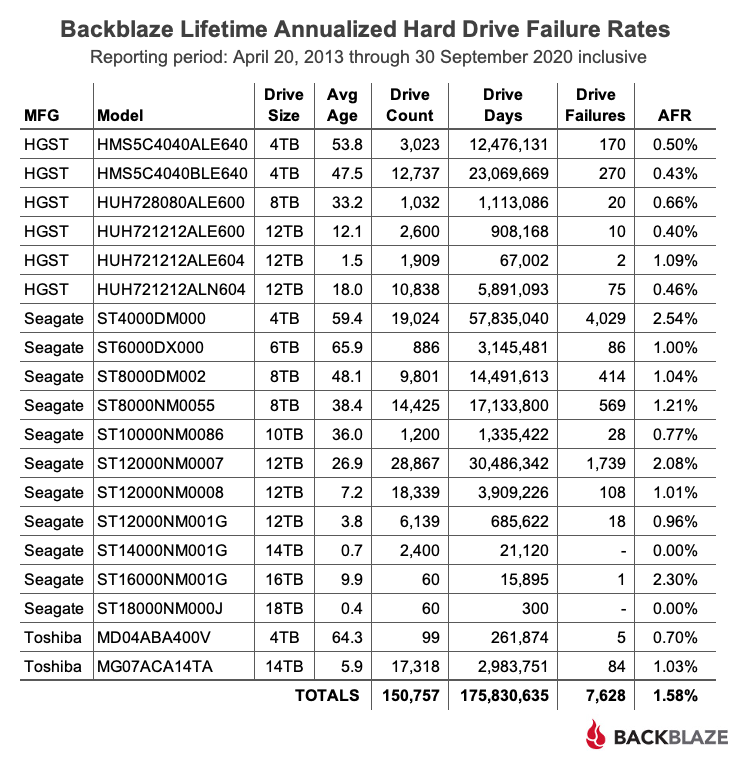 Backblaze Lifetime Annualized Hard Drive Failure Rates
Reporting period: April 20, 2013 through 30 September 2020 inclusive
MFG Model Drive Size Avg Age Drive Count Drive Days Drive Failures AFR
HGST HMS5C4040ALE640 4TB 53.8 3,023 12,476,131 170 0.50%
HGST HMS5C4040BLE640 4TB 47.5 12,737 23,069,669 270 0.43%
HGST HUH728080ALE600 8TB 33.2 1,032 1,113,086 20 0.66%
HGST HUH721212ALE600 12TB 12.1 2,600 908,168 10 0.40%
HGST HUH721212ALE604 12TB 1.5 1,909 67,002 2 1.09%
HGST HUH721212ALN604 12TB 18.0 10,838 5,891,093 75 0.46%
Seagate ST4000DM000 4TB 59.4 19,024 57,835,040 4,029 2.54%
Seagate ST6000DX000 6TB 65.9 886 3,145,481 86 1.00%
Seagate ST8000DM002 8TB 48.1 9,801 14,491,613 414 1.04%
Seagate ST8000NM0055 8TB 38.4 14,425 17,133,800 569 1.21%
Seagate ST10000NM0086 10TB 36.0 1,200 1,335,422 28 0.77%
Seagate ST12000NM0007 12TB 26.9 28,867 30,486,342 1,739 2.08%
Seagate ST12000NM0008 12TB 7.2 18,339 3,909,226 108 1.01%
Seagate ST12000NM001G 12TB 3.8 6,139 685,622 18 0.96%
Seagate ST14000NM001G 14TB 0.7 2,400 21,120 - 0.00%
Seagate ST16000NM001G 16TB 9.9 60 15,895 1 2.30%
Seagate ST18000NM000J 18TB 0.4 60 300 - 0.00%
Toshiba MD04ABA400V 4TB 64.3 99 261,874 5 0.70%
Toshiba MG07ACA14TA 14TB 5.9 17,318 2,983,751 84 1.03%
TOTALS 150,757 175,830,635 7,628 1.58%
BACKBLAZE